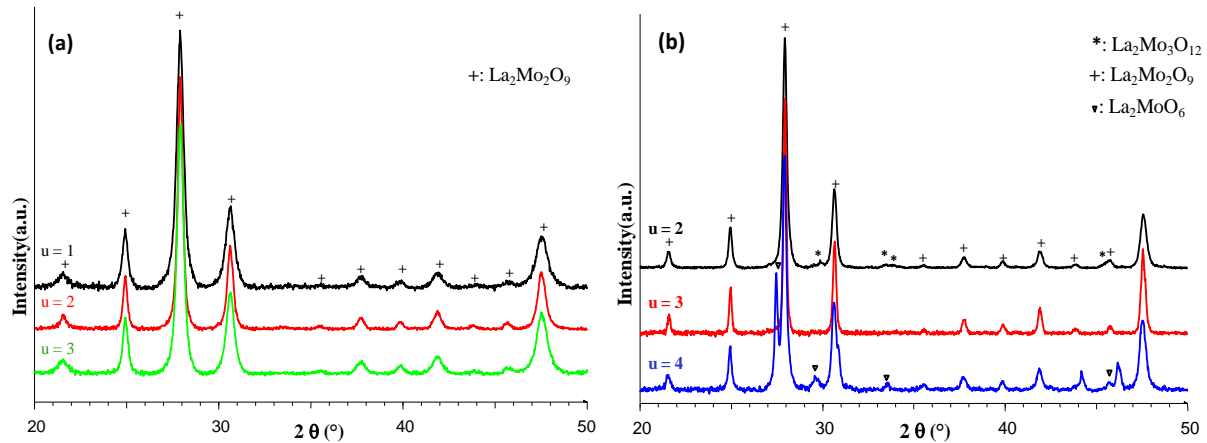 (a)
+: La₂Mo₂O₉
Intensity(a.u.)
u = 1
u = 2
u = 3
20
30
40
50
2 θ (°)
(b)
*: La₂Mo₃O₁₂
+: La₂Mo₂O₉
▼: La₂MoO₆
Intensity(a.u.)
u = 2
u = 3
u = 4
20
30
40
50
2 θ (°)